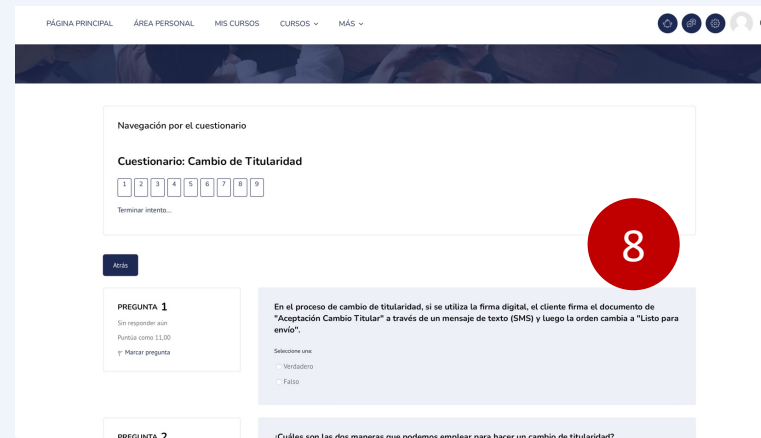 PÁGINA PRINCIPAL ÁREA PERSONAL MIS CURSOS CURSOS MÁS
Navegación por el cuestionario
Cuestionario: Cambio de Titularidad
1 2 3 4 5 6 7 8 9
Terminar intento...
8
Atrás
PREGUNTA 1
Sin responder aún
Puntúa como 11,00
Marcar pregunta
En el proceso de cambio de titularidad, si se utiliza la firma digital, el cliente firma el documento de
"Aceptación Cambio Titular" a través de un mensaje de texto (SMS) y luego la orden cambia a "Listo para
envío".
Seleccione una:
Verdadero
Falso
PREGUNTA 2
¿Cuáles son las dos maneras que podemos emplear para hacer un cambio de titularidad?